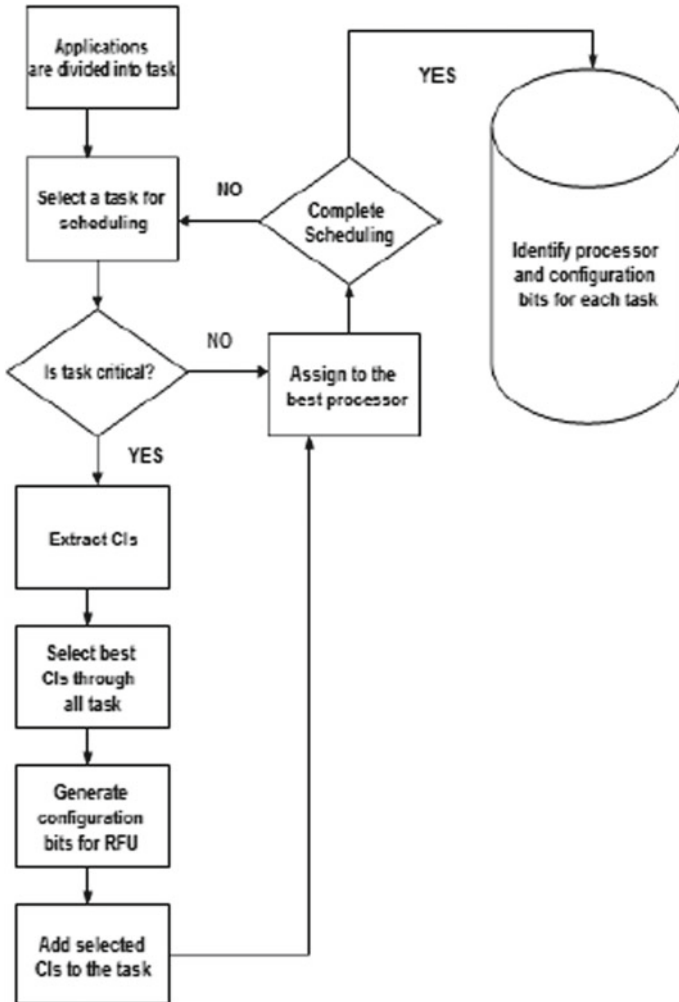 Applications
are divided into task
Select a task for
scheduling
NO
Complete
Scheduling
YES
Identify processor
and configuration
bits for each task
Is task critical?
NO
Assign to the
best processor
YES
Extract CIs
Select best
CIs through
all task
Generate
configuration
bits for RFU
Add selected
CIs to the task